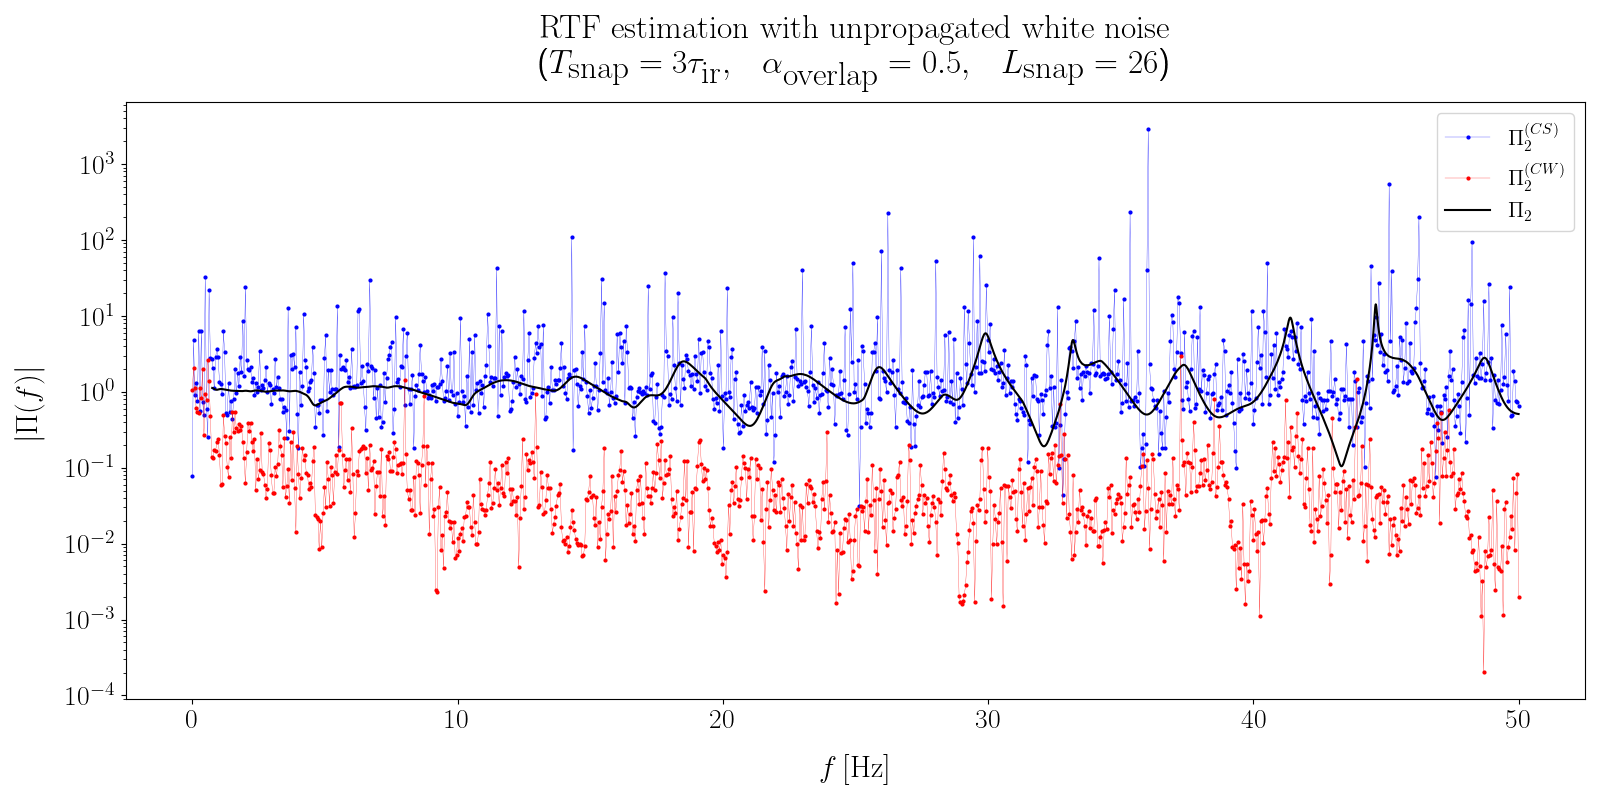 RTF estimation with unpropagated white noise
(T_snap = 3τ_ir, α_overlap = 0.5, L_snap = 26)
Π_2^(CS)
Π_2^(CW)
Π_2
|Π(f)|
10^3
10^2
10^1
10^0
10^−1
10^−2
10^−3
10^−4
0 10 20 30 40 50
f [Hz]